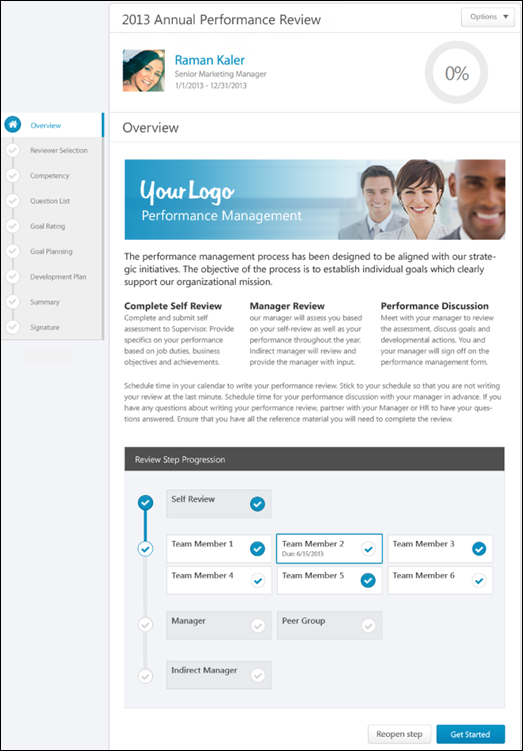 2013 Annual Performance Review
Options
Raman Kaler
Senior Marketing Manager
1/1/2013 - 12/31/2013
0%
Overview
Reviewer Selection
Competency
Question List
Goal Rating
Goal Planning
Development Plan
Summary
Signature
Overview
Your Logo
Performance Management
The performance management process has been designed to be aligned with our strate-
gic initiatives. The objective of the process is to establish individual goals which clearly
support our organizational mission.
Complete Self Review
Complete and submit self
assessment to Supervisor. Provide
specifics on your performance
based on job duties, business
objectives and achievements.
Manager Review
our manager will assess you based
on your self-review as well as your
performance throughout the year.
Indirect manager will review and
provide the manager with input.
Performance Discussion
Meet with your manager to review
the assessment, discuss goals and
developmental actions. You and
your manager will sign off on the
performance management form.
Schedule time in your calendar to write your performance review. Stick to your schedule so that you are not writing
your review at the last minute. Schedule time for your performance discussion with your manager in advance. If you
have any questions about writing your performance review, partner with your Manager or HR to have your ques-
tions answered. Ensure that you have all the reference material you will need to complete the review.
Review Step Progression
Self Review
Team Member 1
Team Member 2
Due: 6/15/2013
Team Member 3
Team Member 4
Team Member 5
Team Member 6
Manager
Peer Group
Indirect Manager
Reopen step
Get Started